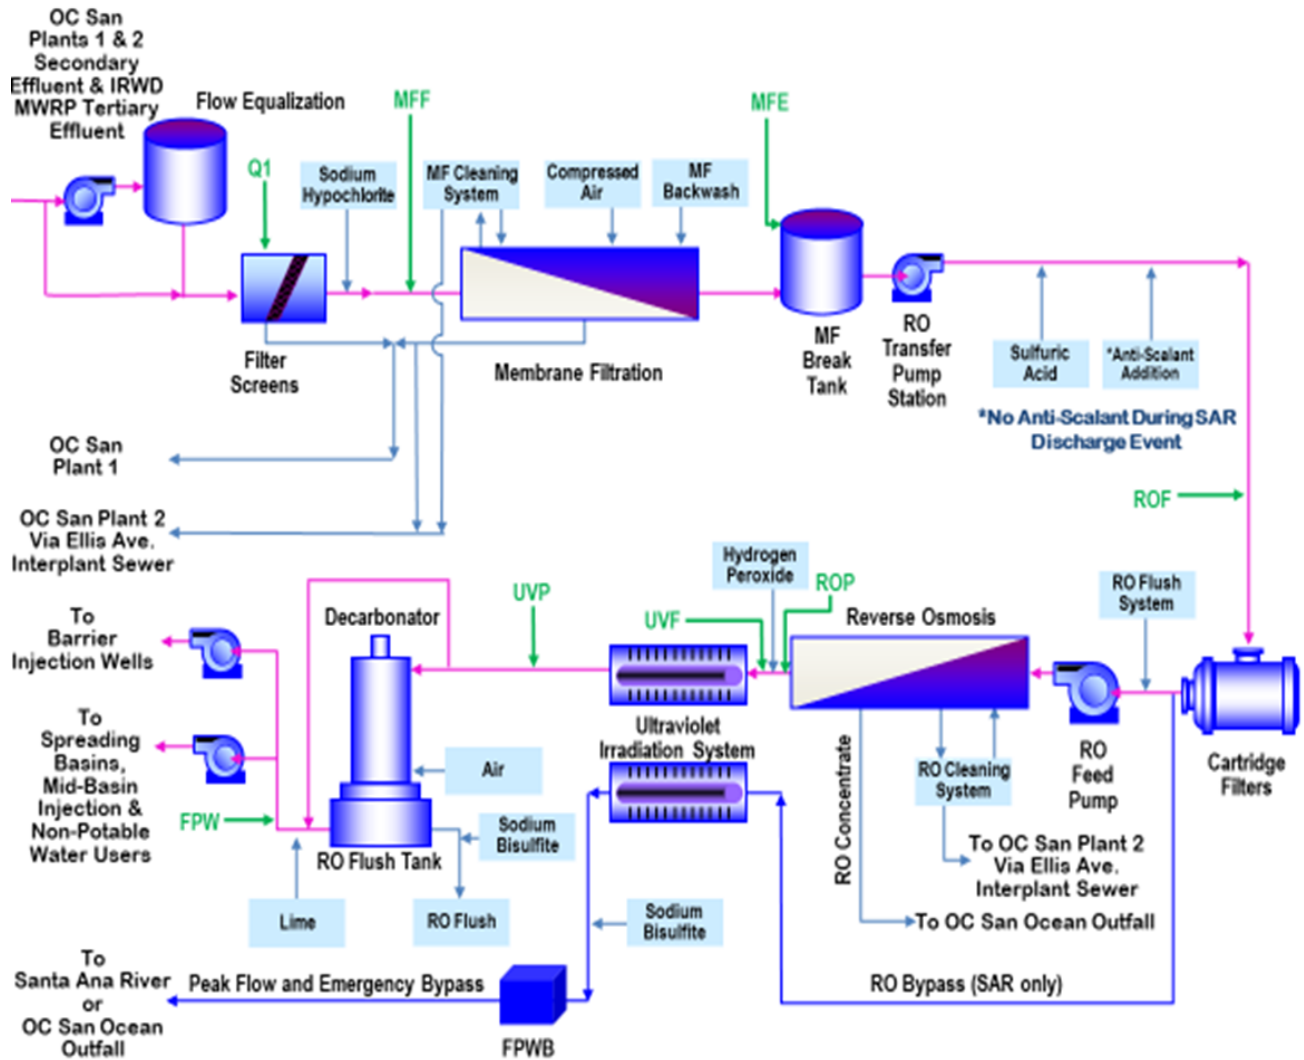 OC San
Plants 1 & 2
Secondary
Effluent & IRWD
MWRP Tertiary
Effluent
Flow Equalization
Q1
Sodium
Hypochlorite
MFF
MF Cleaning
System
Compressed
Air
MF
Backwash
MFE
Filter
Screens
Membrane Filtration
MF
Break
Tank
RO
Transfer
Pump
Station
Sulfuric
Acid
*Anti-Scalant
Addition
*No Anti-Scalant During SAR
Discharge Event
OC San
Plant 1
OC San Plant 2
Via Ellis Ave.
Interplant Sewer
ROF
To
Barrier
Injection Wells
Decarbonator
UVP
UVF
Hydrogen
Peroxide
ROP
Reverse Osmosis
RO Flush
System
To
Spreading
Basins,
Mid-Basin
Injection &
Non-Potable
Water Users
FPW
Air
Ultraviolet
Irradiation System
RO Concentrate
RO Cleaning
System
RO
Feed
Pump
Cartridge
Filters
RO Flush Tank
Sodium
Bisulfite
To OC San Plant 2
Via Ellis Ave.
Interplant Sewer
Lime
RO Flush
Sodium
Bisulfite
To OC San Ocean Outfall
To
Santa Ana River
or
OC San Ocean
Outfall
Peak Flow and Emergency Bypass
FPWB
RO Bypass (SAR only)